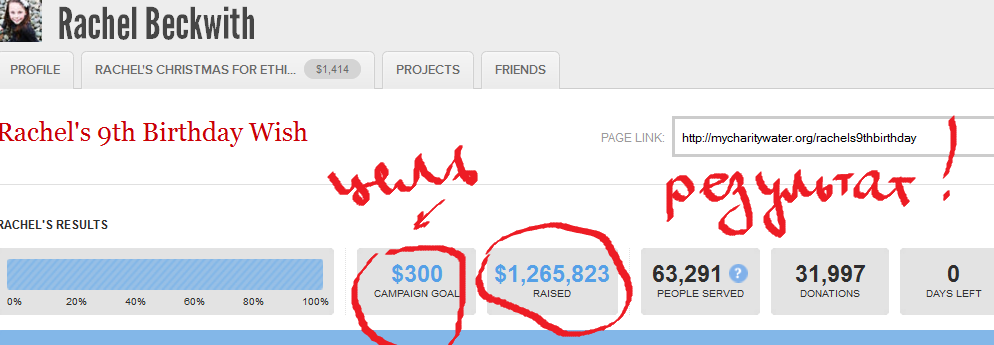 Rachel Beckwith
PROFILE RACHEL'S CHRISTMAS FOR ETHI... $1,414 PROJECTS FRIENDS
Rachel's 9th Birthday Wish
PAGE LINK: http://mycharitywater.org/rachels9thbirthday
цель результат!
RACHEL'S RESULTS
$300 $1,265,823 63,291 ? 31,997 0
CAMPAIGN GOAL RAISED PEOPLE SERVED DONATIONS DAYS LEFT
0% 20% 40% 60% 80% 100%